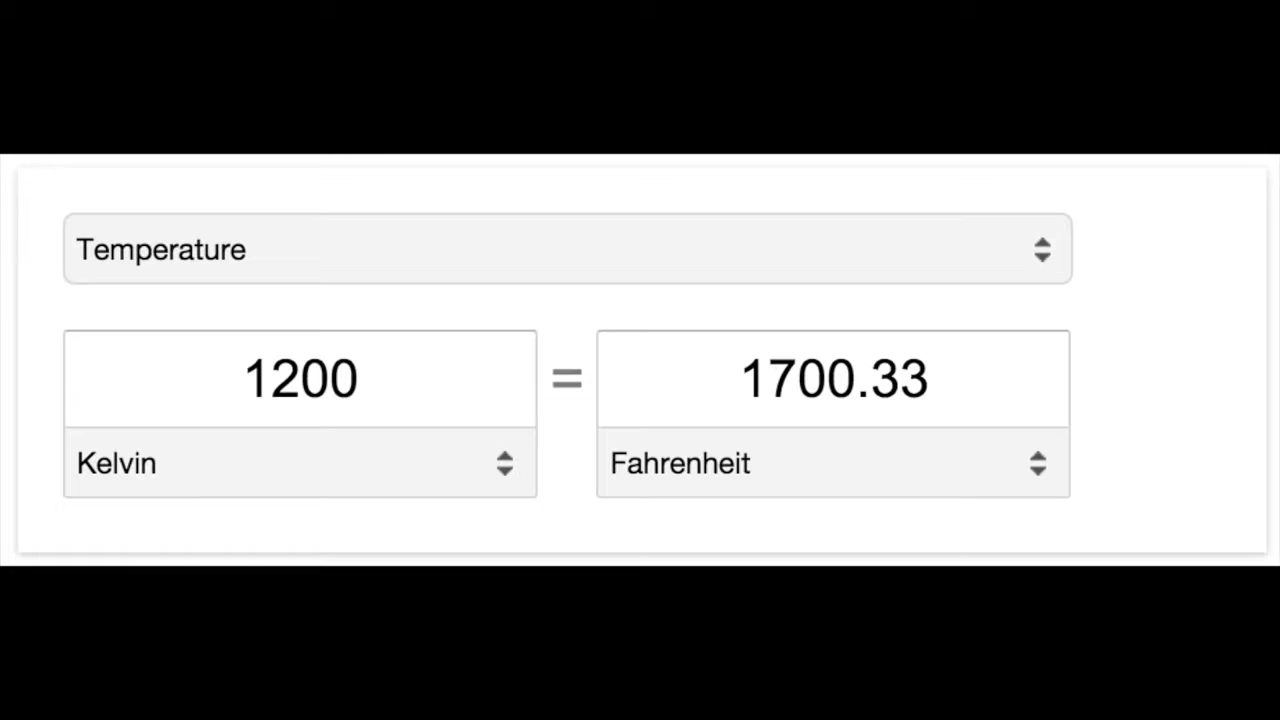 Temperature
1200 = 1700.33
Kelvin Fahrenheit